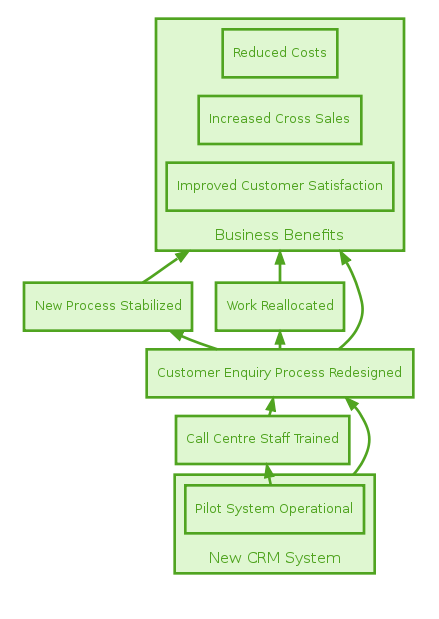 Reduced Costs
Increased Cross Sales
Improved Customer Satisfaction
Business Benefits
New Process Stabilized
Work Reallocated
Customer Enquiry Process Redesigned
Call Centre Staff Trained
Pilot System Operational
New CRM System